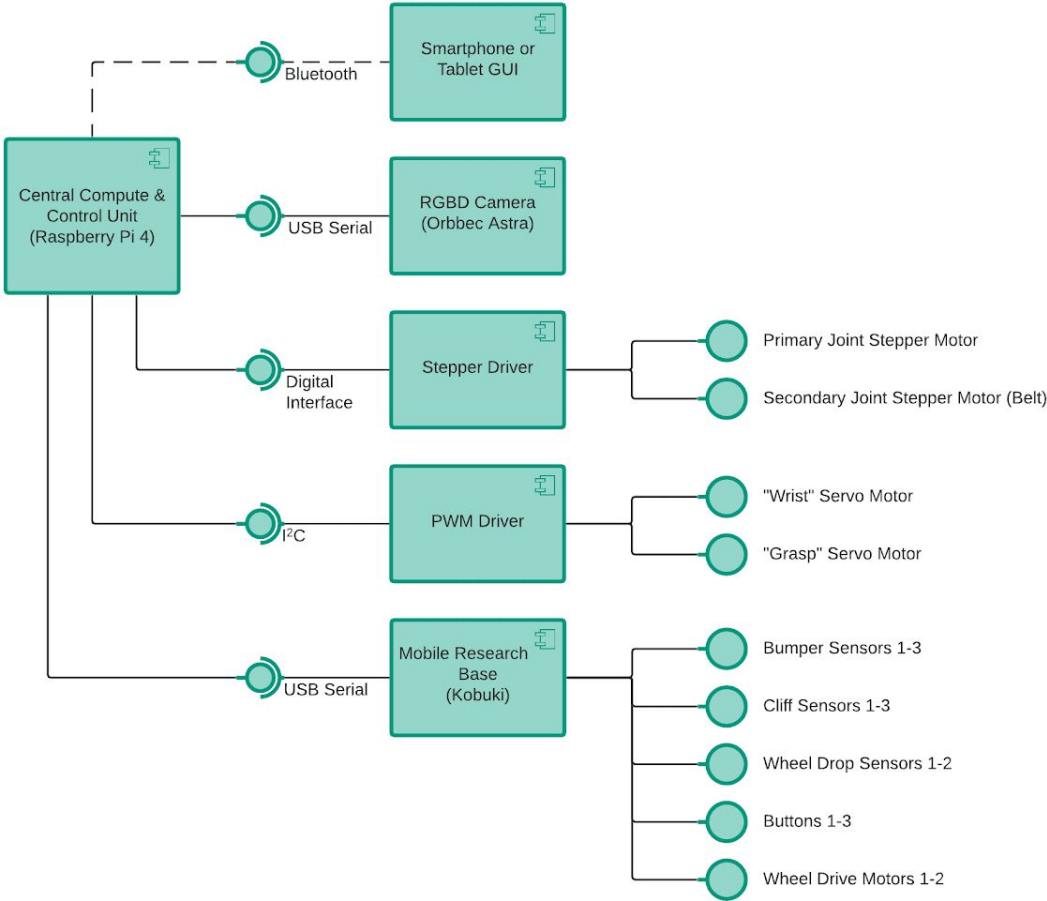 Smartphone or
Tablet GUI
Bluetooth
Central Compute &
Control Unit
(Raspberry Pi 4)
RGBD Camera
(Orbbec Astra)
USB Serial
Stepper Driver
Digital
Interface
Primary Joint Stepper Motor
Secondary Joint Stepper Motor (Belt)
PWM Driver
I²C
"Wrist" Servo Motor
"Grasp" Servo Motor
Mobile Research
Base
(Kobuki)
USB Serial
Bumper Sensors 1-3
Cliff Sensors 1-3
Wheel Drop Sensors 1-2
Buttons 1-3
Wheel Drive Motors 1-2